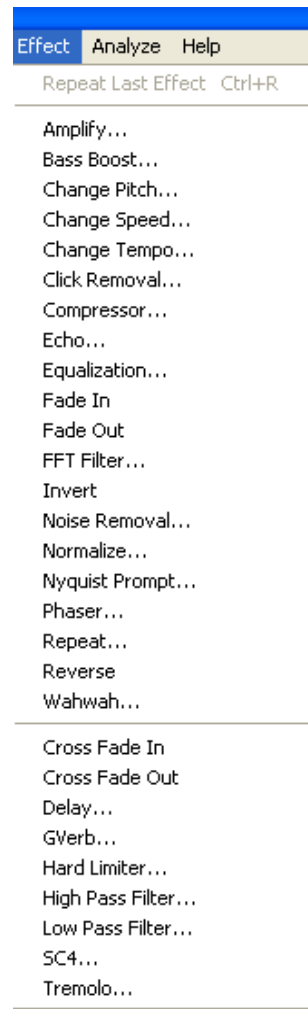 Effect Analyze Help
Repeat Last Effect Ctrl+R
Amplify...
Bass Boost...
Change Pitch...
Change Speed...
Change Tempo...
Click Removal...
Compressor...
Echo...
Equalization...
Fade In
Fade Out
FFT Filter...
Invert
Noise Removal...
Normalize...
Nyquist Prompt...
Phaser...
Repeat...
Reverse
Wahwah...
Cross Fade In
Cross Fade Out
Delay...
GVerb...
Hard Limiter...
High Pass Filter...
Low Pass Filter...
SC4...
Tremolo...